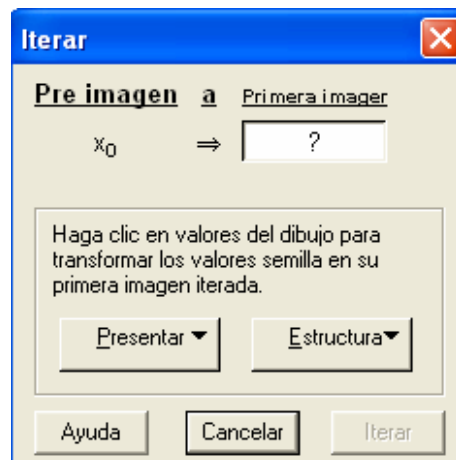 Iterar
Pre imagen a Primera imager
x₀ ⇒ ?
Haga clic en valores del dibujo para
transformar los valores semilla en su
primera imagen iterada.
Presentar Estructura
Ayuda Cancelar Iterar